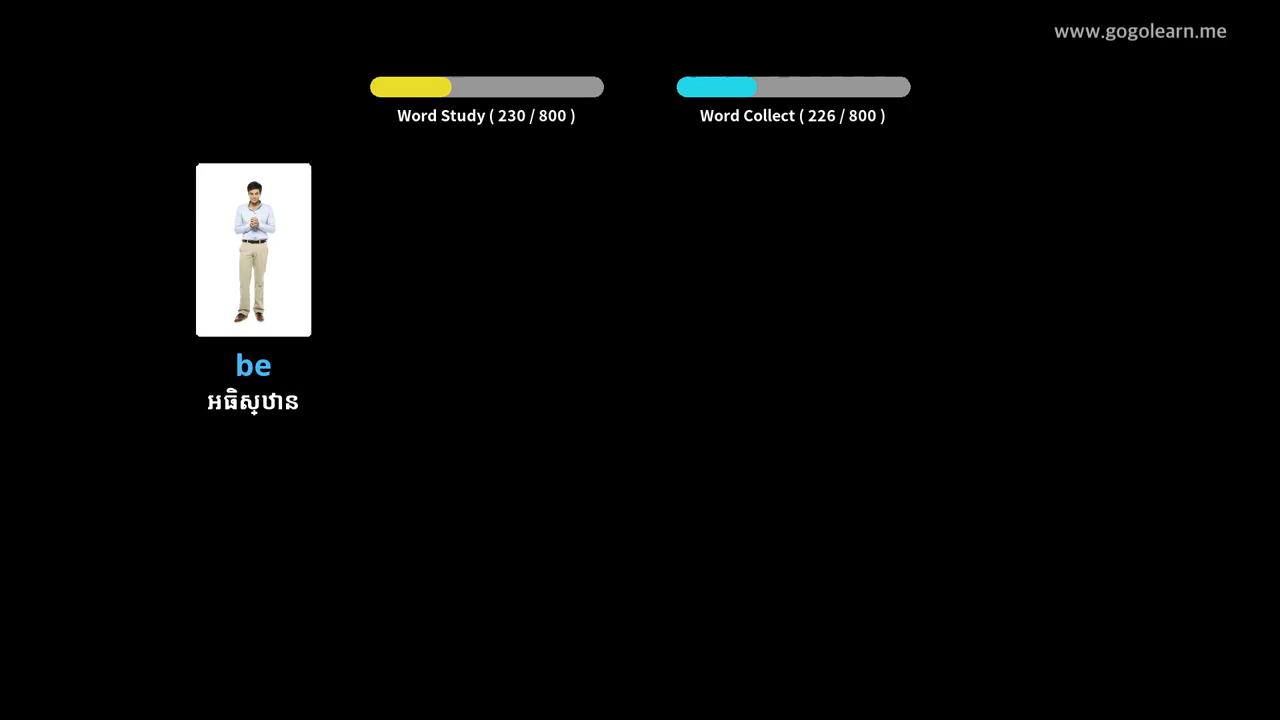 www.gogolearn.me
Word Study ( 230 / 800 )
Word Collect ( 226 / 800 )
be
អធិស្ឋាន